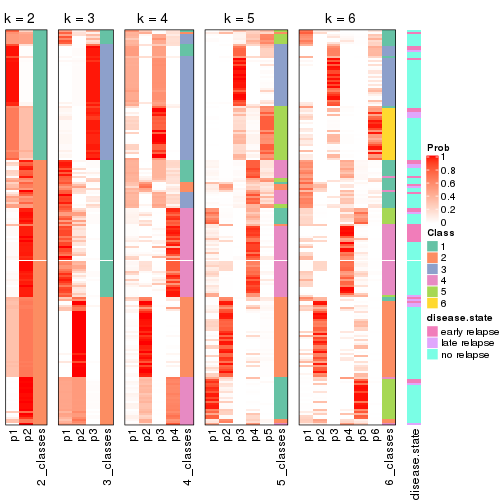 k = 2 k = 3 k = 4 k = 5 k = 6
Prob
1
0.8
0.6
0.4
0.2
0
Class
1
2
3
4
5
6
disease.state
early relapse
late relapse
no relapse
p1 p2 2_classes p1 p2 p3 3_classes p1 p2 p3 p4 4_classes p1 p2 p3 p4 p5 5_classes p1 p2 p3 p4 p5 p6 6_classes disease.state